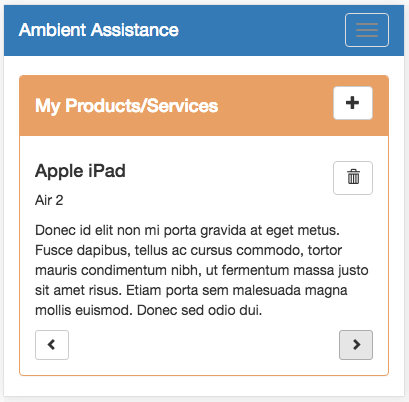 Ambient Assistance
My Products/Services
Apple iPad
Air 2
Donec id elit non mi porta gravida at eget metus.
Fusce dapibus, tellus ac cursus commodo, tortor
mauris condimentum nibh, ut fermentum massa justo
sit amet risus. Etiam porta sem malesuada magna
mollis euismod. Donec sed odio dui.